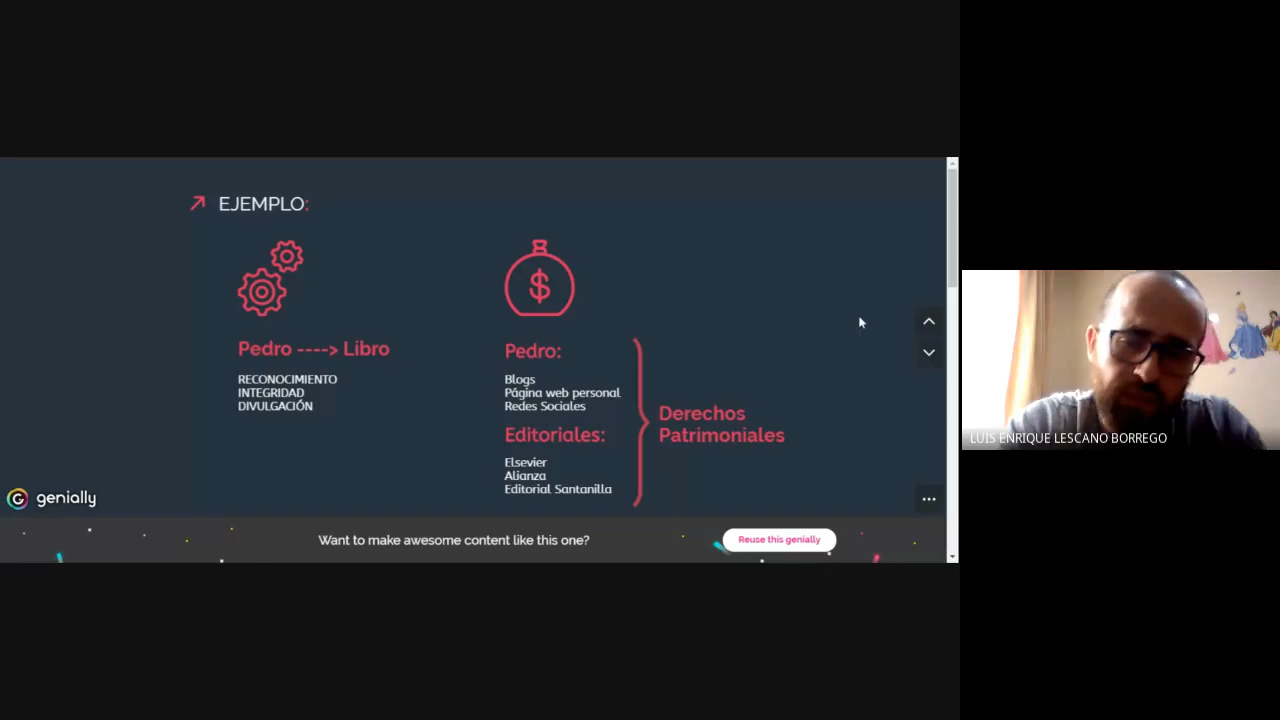 EJEMPLO:
Pedro ----> Libro
RECONOCIMIENTO
INTEGRIDAD
DIVULGACIÓN
$
Pedro:
Blogs
Página web personal
Redes Sociales
Editoriales:
Elsevier
Alianza
Editorial Santanilla
Derechos
Patrimoniales
genially
Want to make awesome content like this one?
Reuse this genially
LUIS ENRIQUE LESCANO BORREGO